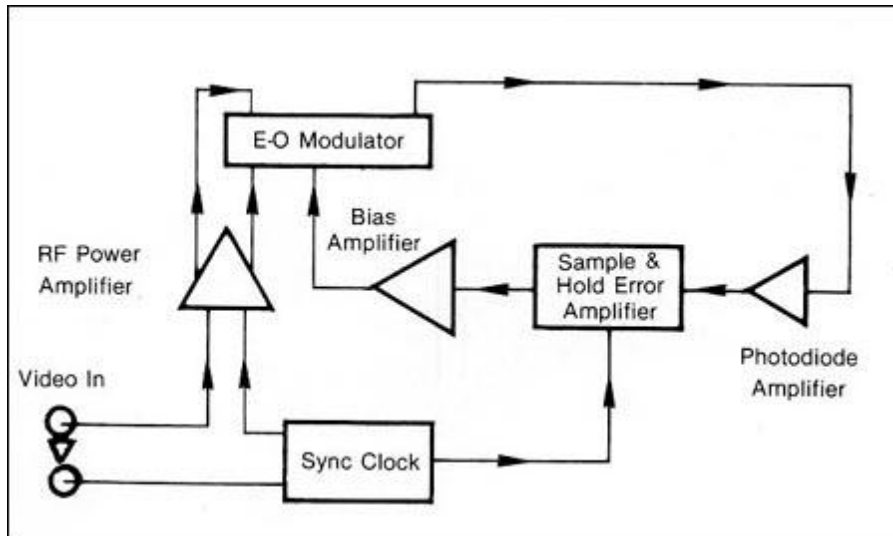 E-O Modulator
Bias
Amplifier
RF Power
Amplifier
Sample &
Hold Error
Amplifier
Photodiode
Amplifier
Video In
Sync Clock